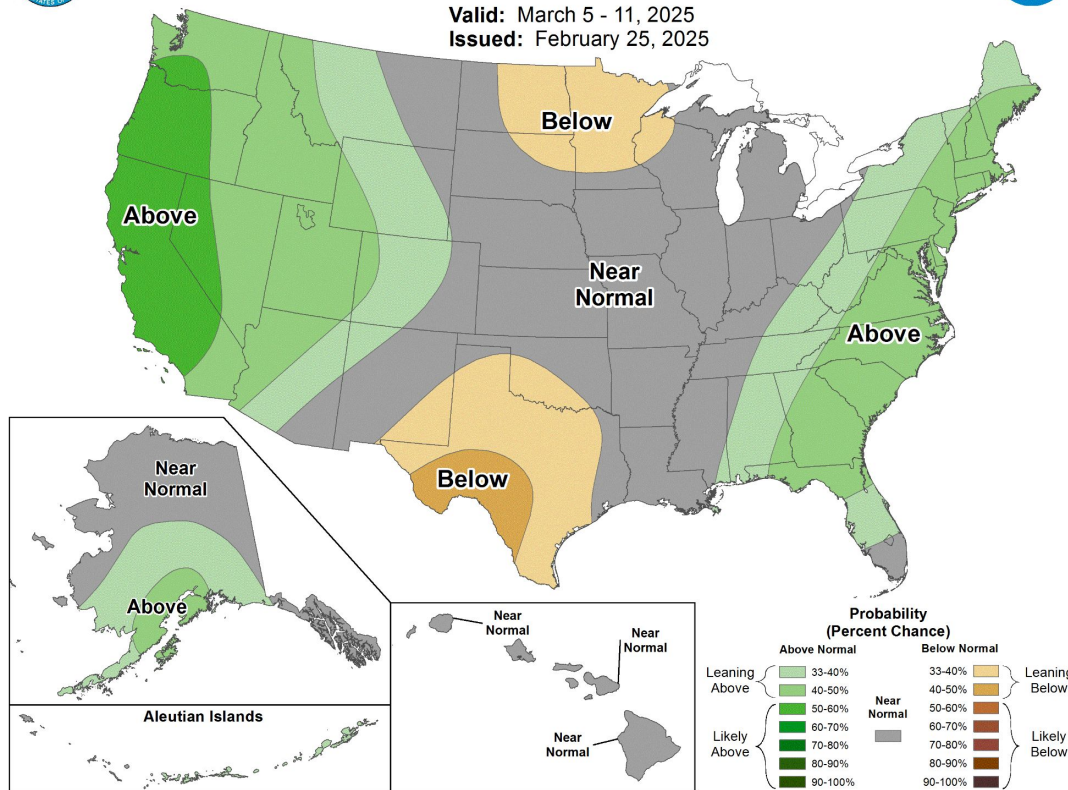 STATES OF
Valid: March 5 - 11, 2025
Issued: February 25, 2025
Below
Above
Near
Normal
Above
Below
Near
Normal
Above
Aleutian Islands
Near
Normal
Near
Normal
Near
Normal
Probability
(Percent Chance)
Above Normal
Below Normal
Leaning
Above
33-40%
40-50%
Likely
Above
50-60%
60-70%
70-80%
80-90%
90-100%
Near
Normal
33-40%
40-50%
Leaning
Below
50-60%
60-70%
70-80%
80-90%
90-100%
Likely
Below